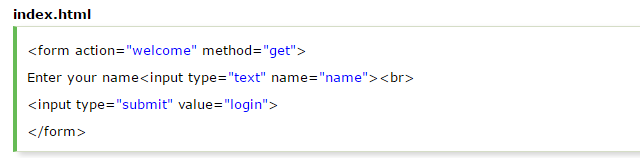 index.html
<form action="welcome" method="get">
Enter your name<input type="text" name="name"><br>
<input type="submit" value="login">
</form>